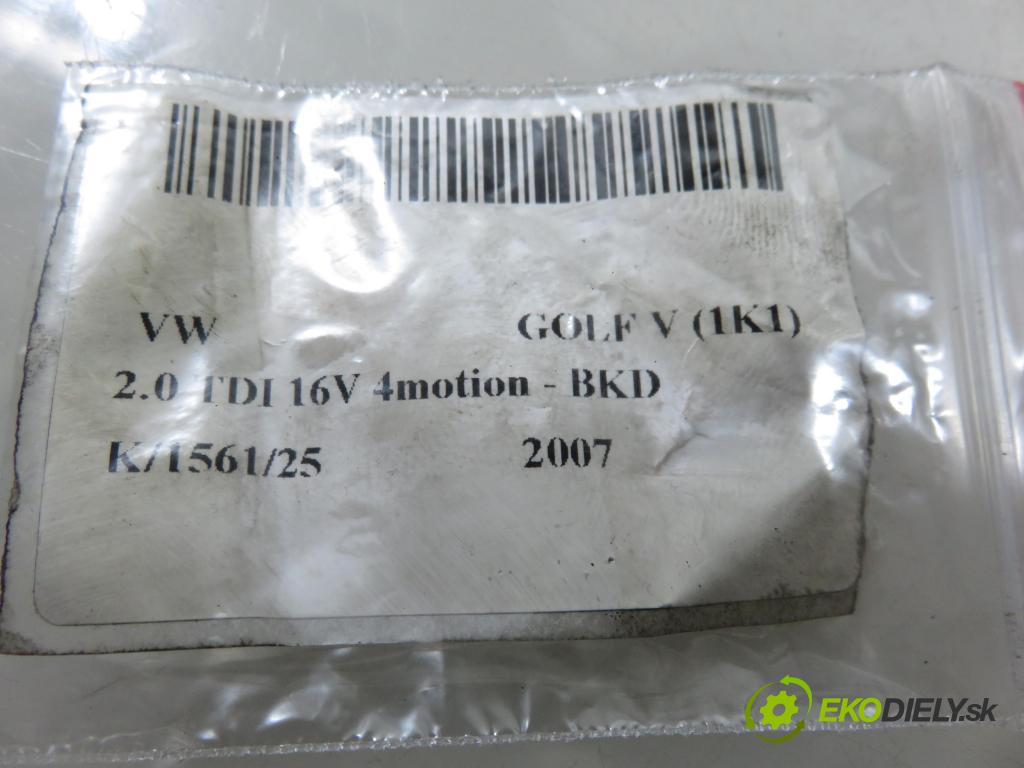 VW GOLF V (1K1)
2.0 TDI 16V 4motion - BKD
K/1561/25 2007
EKODIELY.sk